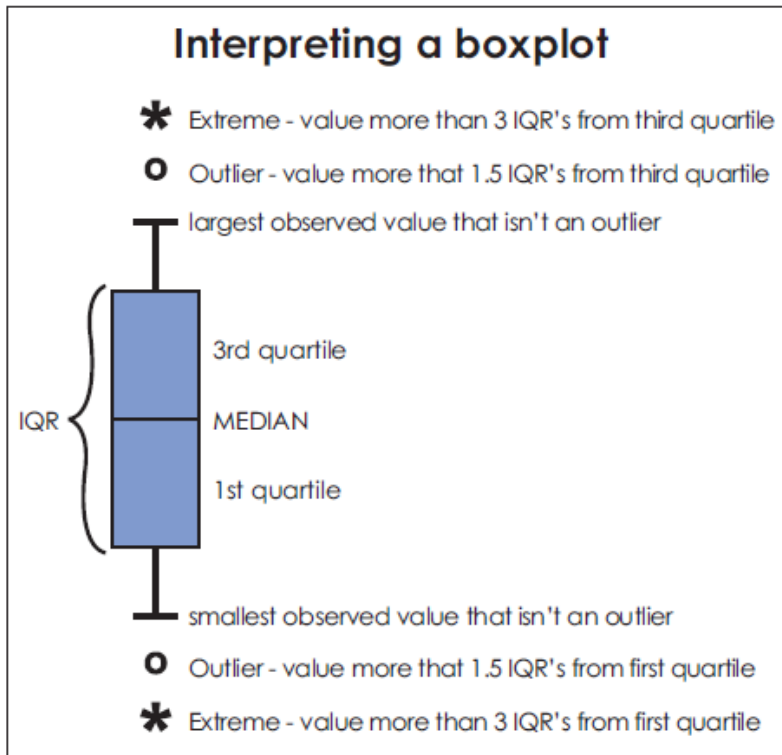 Interpreting a boxplot
* Extreme - value more than 3 IQR's from third quartile
o Outlier - value more that 1.5 IQR's from third quartile
largest observed value that isn't an outlier
3rd quartile
IQR
MEDIAN
1st quartile
smallest observed value that isn't an outlier
o Outlier - value more that 1.5 IQR's from first quartile
* Extreme - value more than 3 IQR's from first quartile